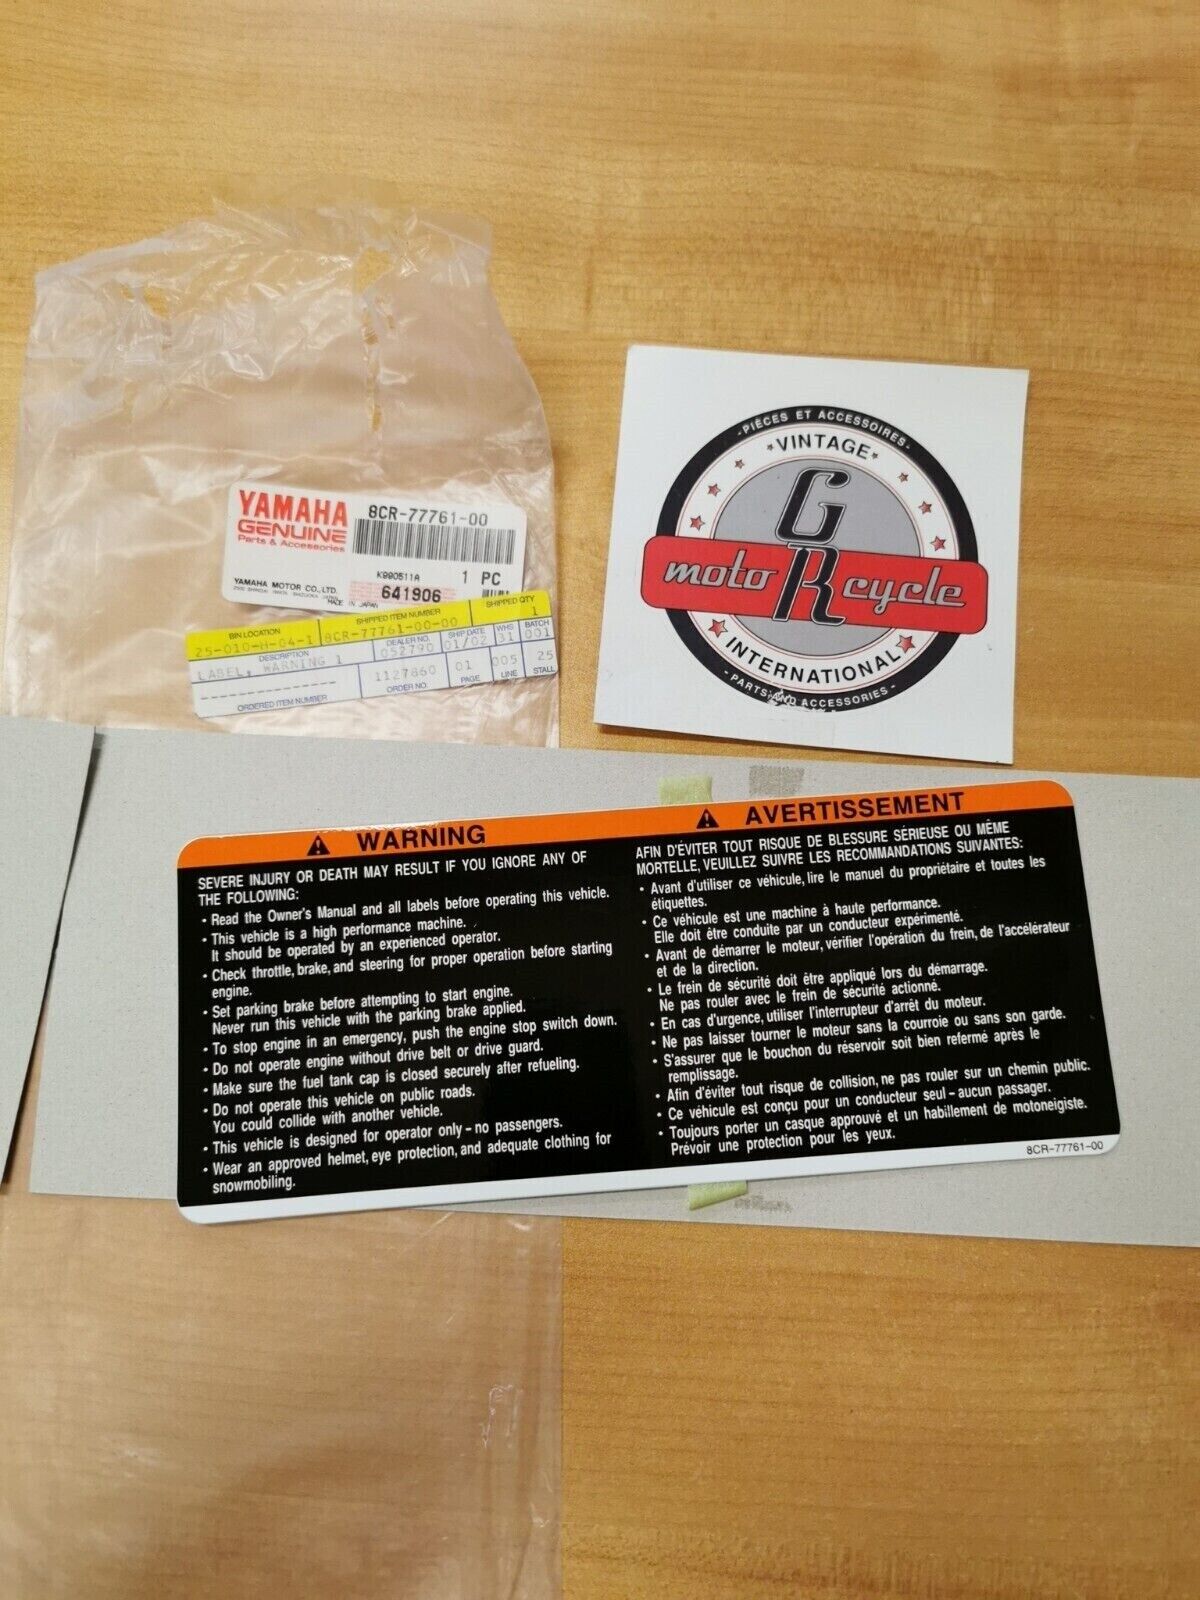 YAMAHA
GENUINE
Parts & Accessories
8CR-77761-00
K990511A
1 PC
YAMAHA MOTOR CO.,LTD.
2500 SHINGAI IWATA SHIZUOKA JAPAN
MADE IN JAPAN
641906
BIN LOCATION
SHIPPED ITEM NUMBER
SHIPPED QTY
25-010-H-04-1
8CR-77761-00-00
1
DESCRIPTION
DEALER NO.
SHIP DATE
WHS
BATCH
LABEL, WARNING 1
052790
01/02
31
001
1127860
01
005
25
ORDERED ITEM NUMBER
ORDER NO.
PAGE
LINE
STALL
-PIÈCES ET ACCESSOIRES-
VINTAGE
GR
moto cycle
INTERNATIONAL
-PARTS AND ACCESSORIES-
WARNING
SEVERE INJURY OR DEATH MAY RESULT IF YOU IGNORE ANY OF
THE FOLLOWING:
• Read the Owner's Manual and all labels before operating this vehicle.
• This vehicle is a high performance machine.
It should be operated by an experienced operator.
• Check throttle, brake, and steering for proper operation before starting
engine.
• Set parking brake before attempting to start engine.
Never run this vehicle with the parking brake applied.
• To stop engine in an emergency, push the engine stop switch down.
• Do not operate engine without drive belt or drive guard.
• Make sure the fuel tank cap is closed securely after refueling.
• Do not operate this vehicle on public roads.
You could collide with another vehicle.
• This vehicle is designed for operator only – no passengers.
• Wear an approved helmet, eye protection, and adequate clothing for
snowmobiling.
AVERTISSEMENT
AFIN D'ÉVITER TOUT RISQUE DE BLESSURE SÉRIEUSE OU MÊME
MORTELLE, VEUILLEZ SUIVRE LES RECOMMANDATIONS SUIVANTES:
• Avant d'utiliser ce véhicule, lire le manuel du propriétaire et toutes les
étiquettes.
• Ce véhicule est une machine à haute performance.
Elle doit être conduite par un conducteur expérimenté.
• Avant de démarrer le moteur, vérifier l'opération du frein, de l'accélérateur
et de la direction.
• Le frein de sécurité doit être appliqué lors du démarrage.
Ne pas rouler avec le frein de sécurité actionné.
• En cas d'urgence, utiliser l'interrupteur d'arrêt du moteur.
• Ne pas laisser tourner le moteur sans la courroie ou sans son garde.
• S'assurer que le bouchon du réservoir soit bien refermé après le
remplissage.
• Afin d'éviter tout risque de collision, ne pas rouler sur un chemin public.
• Ce véhicule est conçu pour un conducteur seul – aucun passager.
• Toujours porter un casque approuvé et un habillement de motoneigiste.
Prévoir une protection pour les yeux.
8CR-77761-00